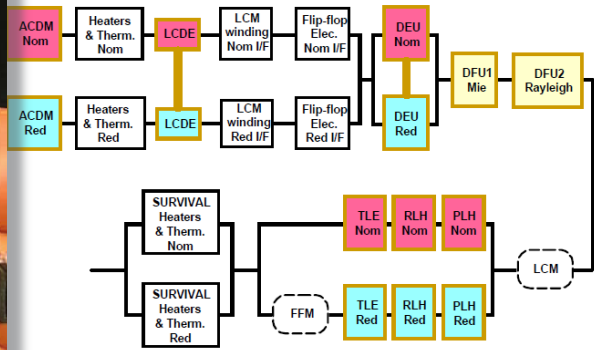 ACDM
Nom
Heaters
& Therm.
Nom
LCDE
LCM
winding
Nom I/F
Flip-flop
Elec.
Nom I/F
DEU
Nom
DFU1
Mie
DFU2
Rayleigh
ACDM
Red
Heaters
& Therm.
Red
LCDE
LCM
winding
Red I/F
Flip-flop
Elec.
Red I/F
DEU
Red
SURVIVAL
Heaters
& Therm.
Nom
TLE
Nom
RLH
Nom
PLH
Nom
LCM
SURVIVAL
Heaters
& Therm.
Red
FFM
TLE
Red
RLH
Red
PLH
Red